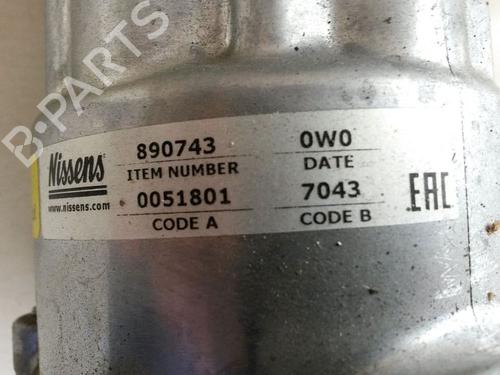 B-PARTS
Nissens
www.nissens.com
890743
ITEM NUMBER
0051801
CODE A
0W0
DATE
7043
CODE B
EAC